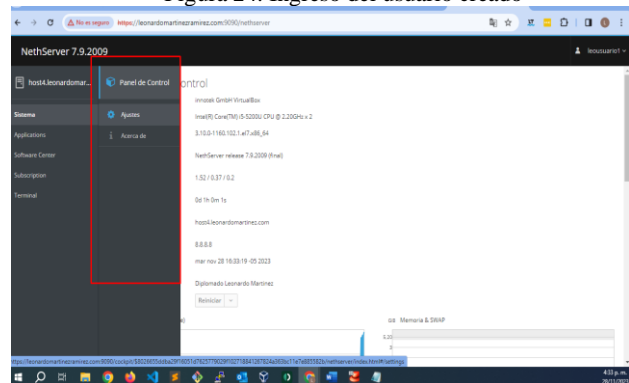 Figura 24. Ingreso del usuario creado
No es seguro https://leonardomartinezramirez.com:9090/nethserver
NethServer 7.9.2009
leousuario1
host4.leonardomar...
Panel de Control
ontrol
innotek GmbH VirtualBox
Intel(R) Core(TM) i5-5200U CPU @ 2.20GHz x 2
Sistema
Ajustes
3.10.0-1160.102.1.el7.x86_64
Applications
Acerca de
Software Center
NethServer release 7.9.2009 (final)
Subscription
1.52 / 0.37 / 0.2
Terminal
0d 1h 0m 1s
host4.leonardomartinez.com
8.8.8.8
mar nov 28 16:33:19 -05 2023
Diplomado Leonardo Martinez
Reiniciar
Memoria & SWAP
4:33 p. m.
28/11/2023